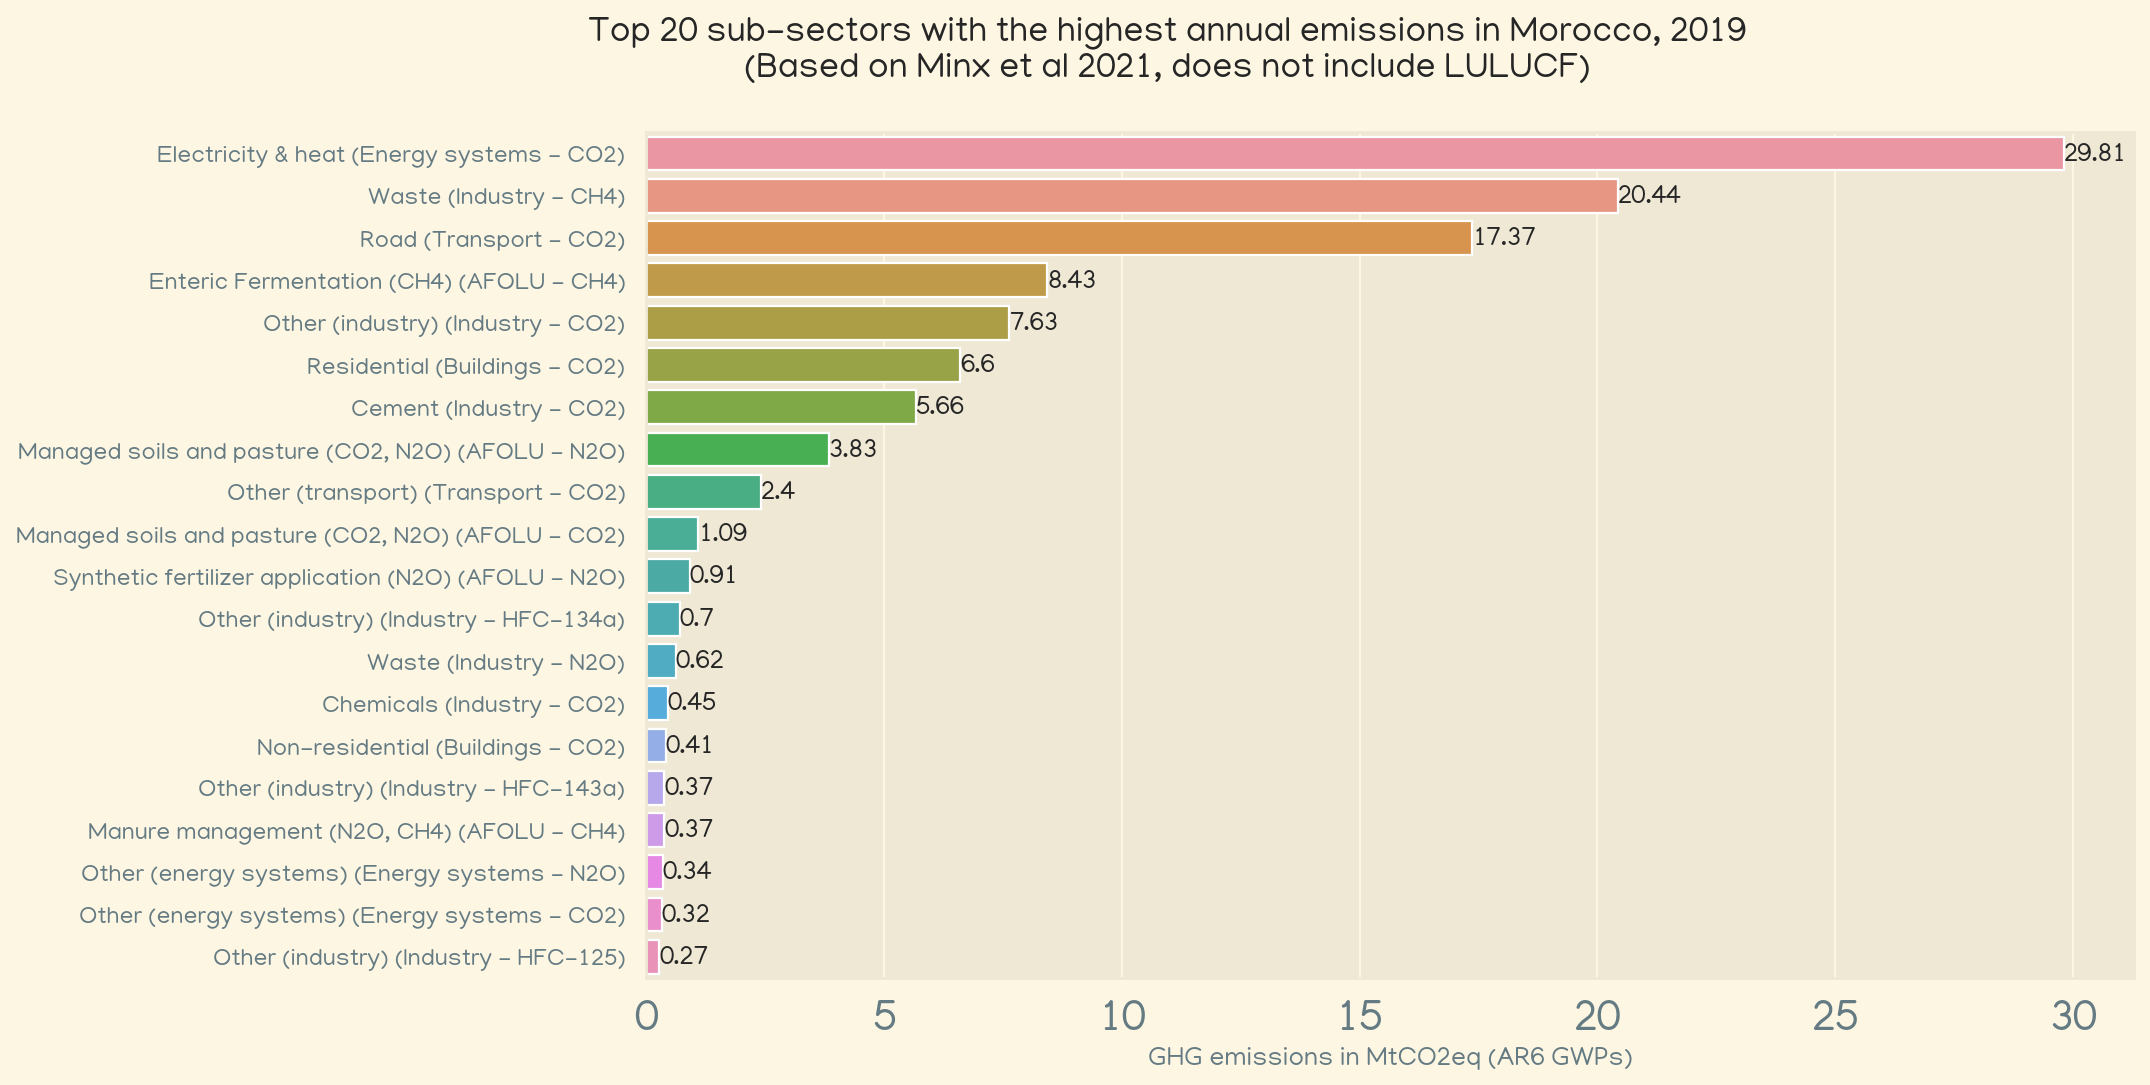 Top 20 sub-sectors with the highest annual emissions in Morocco, 2019
(Based on Minx et al 2021, does not include LULUCF)
Electricity & heat (Energy systems - CO2) 29.81
Waste (Industry - CH4) 20.44
Road (Transport - CO2) 17.37
Enteric Fermentation (CH4) (AFOLU - CH4) 8.43
Other (industry) (Industry - CO2) 7.63
Residential (Buildings - CO2) 6.6
Cement (Industry - CO2) 5.66
Managed soils and pasture (CO2, N2O) (AFOLU - N2O) 3.83
Other (transport) (Transport - CO2) 2.4
Managed soils and pasture (CO2, N2O) (AFOLU - CO2) 1.09
Synthetic fertilizer application (N2O) (AFOLU - N2O) 0.91
Other (industry) (Industry - HFC-134a) 0.7
Waste (Industry - N2O) 0.62
Chemicals (Industry - CO2) 0.45
Non-residential (Buildings - CO2) 0.41
Other (industry) (Industry - HFC-143a) 0.37
Manure management (N2O, CH4) (AFOLU - CH4) 0.37
Other (energy systems) (Energy systems - N2O) 0.34
Other (energy systems) (Energy systems - CO2) 0.32
Other (industry) (Industry - HFC-125) 0.27
0 5 10 15 20 25 30
GHG emissions in MtCO2eq (AR6 GWPs)